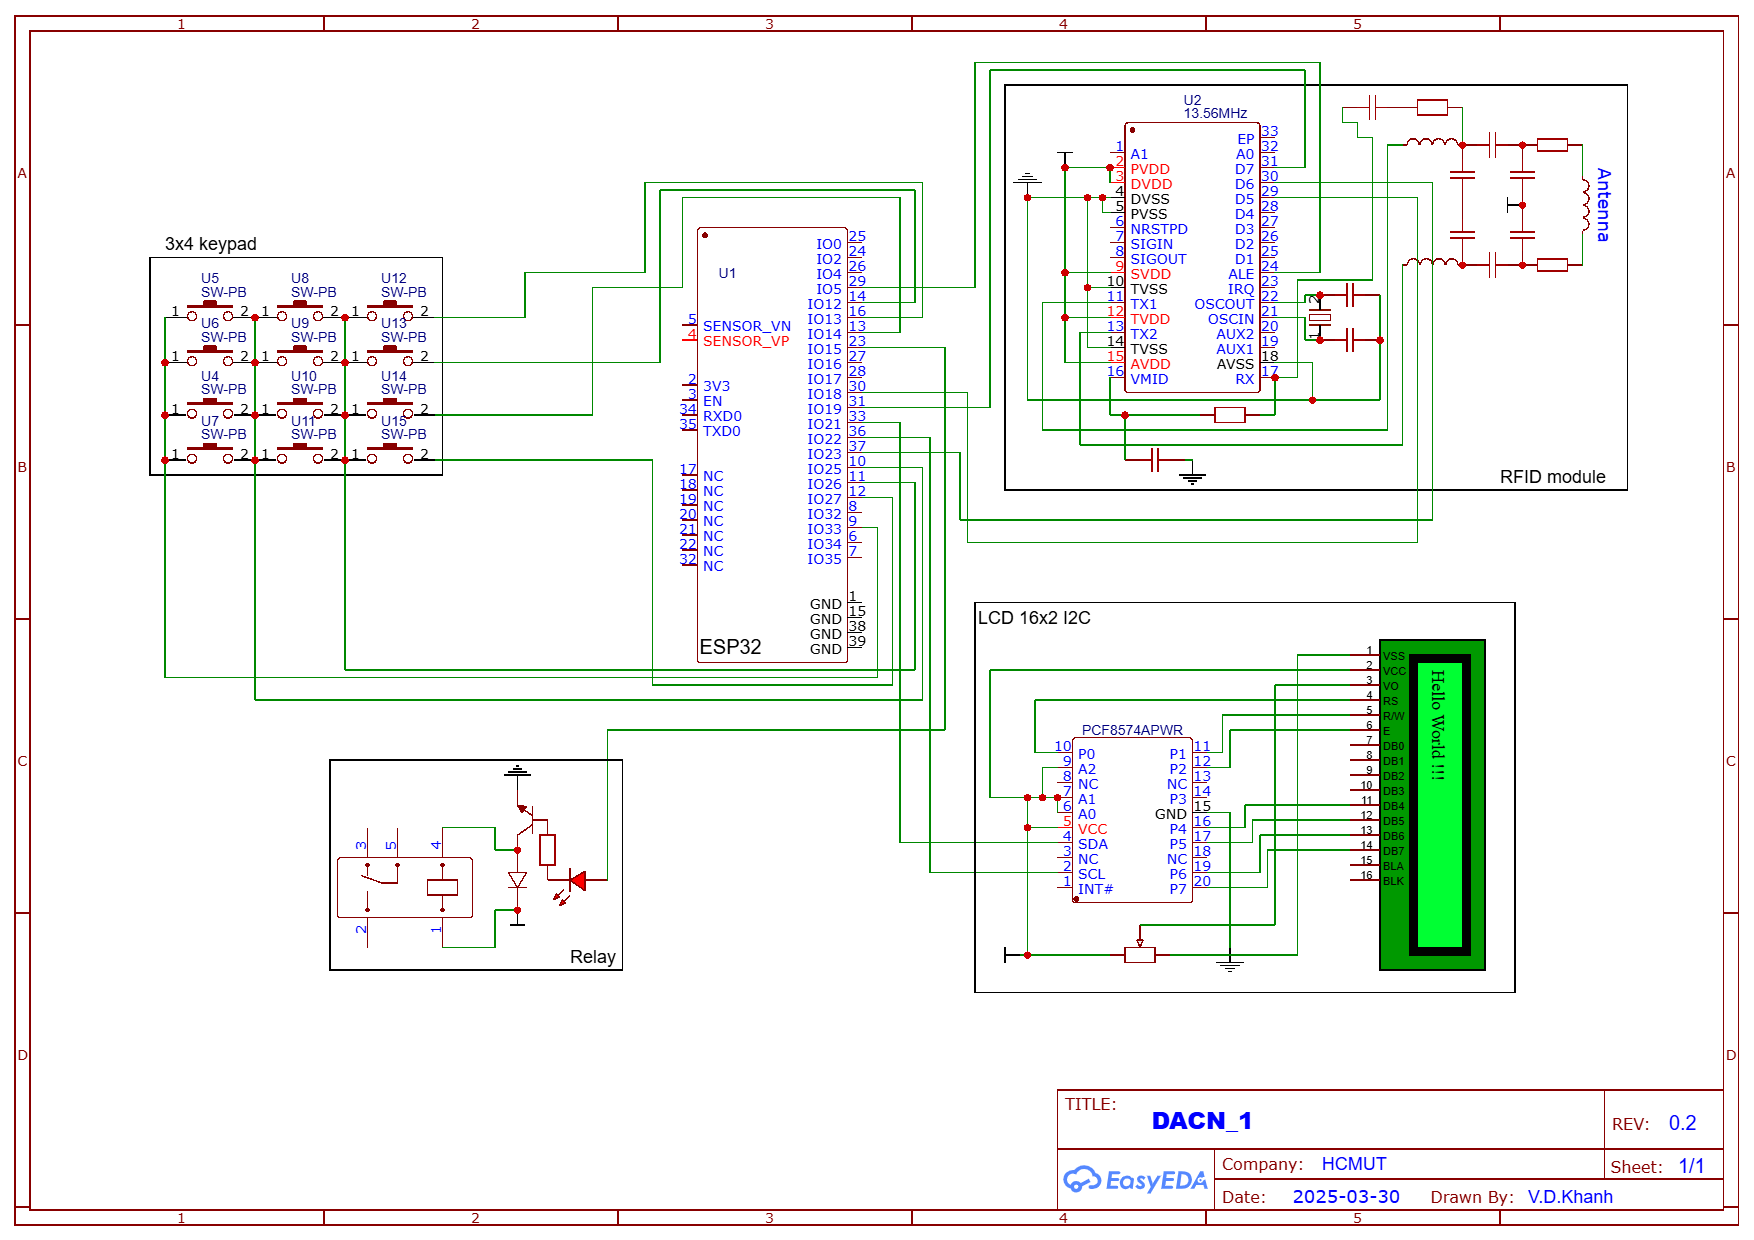 1 2 3 4 5
A A
B B
C C
D D
1 2 3 4 5
3x4 keypad
U5 U8 U12
SW-PB SW-PB SW-PB
1 2 1 2 1 2
U6 U9 U13
SW-PB SW-PB SW-PB
1 2 1 2 1 2
U4 U10 U14
SW-PB SW-PB SW-PB
1 2 1 2 1 2
U7 U11 U15
SW-PB SW-PB SW-PB
1 2 1 2 1 2
U1
5 SENSOR_VN
4 SENSOR_VP
2 3V3
3 EN
34 RXD0
35 TXD0
17 NC
18 NC
19 NC
20 NC
21 NC
22 NC
32 NC
IO0 25
IO2 24
IO4 26
IO5 29
IO12 14
IO13 16
IO14 13
IO15 23
IO16 27
IO17 28
IO18 30
IO19 31
IO21 33
IO22 36
IO23 37
IO25 10
IO26 11
IO27 12
IO32 8
IO33 9
IO34 6
IO35 7
GND 1
GND 15
GND 38
GND 39
ESP32
U2
13.56MHz
1 A1
2 PVDD
3 DVDD
4 DVSS
5 PVSS
6 NRSTPD
7 SIGIN
8 SIGOUT
9 SVDD
10 TVSS
11 TX1
12 TVDD
13 TX2
14 TVSS
15 AVDD
16 VMID
EP 33
A0 32
D7 31
D6 30
D5 29
D4 28
D3 27
D2 26
D1 25
ALE 24
IRQ 23
OSCOUT 22
OSCIN 21
AUX2 20
AUX1 19
AVSS 18
RX 17
2
1
Antenna
RFID module
LCD 16x2 I2C
PCF8574APWR
10 P0
9 A2
8 NC
7 A1
6 A0
5 VCC
4 SDA
3 NC
2 SCL
1 INT#
P1 11
P2 12
NC 13
P3 14
GND 15
P4 16
P5 17
NC 18
P6 19
P7 20
1 VSS
2 VCC
3 VO
4 RS
5 R/W
6 E
7 DB0
8 DB1
9 DB2
10 DB3
11 DB4
12 DB5
13 DB6
14 DB7
15 BLA
16 BLK
Hello World !!!
3 5 4
2 1
Relay
TITLE:
DACN_1
REV: 0.2
EasyEDA
Company: HCMUT
Sheet: 1/1
Date: 2025-03-30 Drawn By: V.D.Khanh